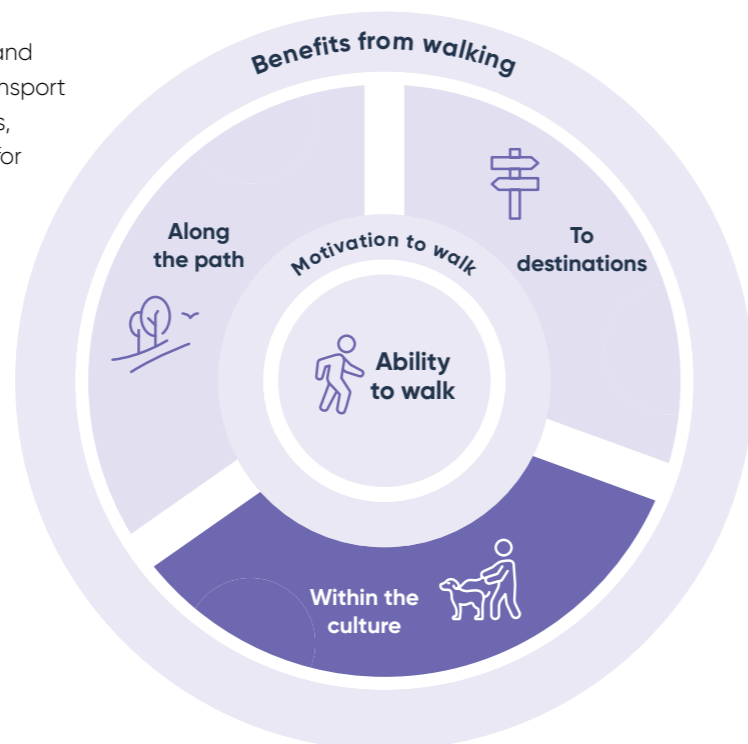 and
nsport
s,
for
Benefits from walking
Along
the path
To
destinations
Motivation to walk
Ability
to walk
Within the
culture